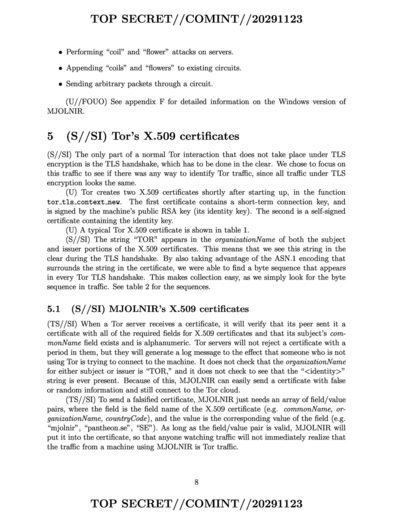 TOP SECRET//COMINT//20291123
• Performing “coil” and “flower” attacks on servers.
• Appending “coils” and “flowers” to existing circuits.
• Sending arbitrary packets through a circuit.
(U//FOUO) See appendix F for detailed information on the Windows version of
MJOLNIR.
5 (S//SI) Tor’s X.509 certificates
(S//SI) The only part of a normal Tor interaction that does not take place under TLS
encryption is the TLS handshake, which has to be done in the clear. We chose to focus on
this traffic to see if there was any way to identify Tor traffic, since all traffic under TLS
encryption looks the same.
(U) Tor creates two X.509 certificates shortly after starting up, in the function
tor_tls_context_new. The first certificate contains a short-term connection key, and
is signed by the machine’s public RSA key (its identity key). The second is a self-signed
certificate containing the identity key.
(U) A typical Tor X.509 certificate is shown in table 1.
(S//SI) The string “TOR” appears in the organizationName of both the subject
and issuer portions of the X.509 certificates. This means that we see this string in the
clear during the TLS handshake. By also taking advantage of the ASN.1 encoding that
surrounds the string in the certificate, we were able to find a byte sequence that appears
in every Tor TLS handshake. This makes collection easy, as we simply look for the byte
sequence in traffic. See table 2 for the sequences.
5.1 (S//SI) MJOLNIR’s X.509 certificates
(TS//SI) When a Tor server receives a certificate, it will verify that its peer sent it a
certificate with all of the required fields for X.509 certificates and that its subject’s com-
monName field exists and is alphanumeric. Tor servers will not reject a certificate with a
period in them, but they will generate a log message to the effect that someone who is not
using Tor is trying to connect to the machine. It does not check that the organizationName
for either subject or issuer is “TOR,” and it does not check to see that the “<identity>”
string is ever present. Because of this, MJOLNIR can easily send a certificate with false
or random information and still connect to the Tor cloud.
(TS//SI) To send a falsified certificate, MJOLNIR just needs an array of field/value
pairs, where the field is the field name of the X.509 certificate (e.g. commonName, or-
ganizationName, countryCode), and the value is the corresponding value of the field (e.g.
“mjolnir”, “pantheon.se”, “SE”). As long as the field/value pair is valid, MJOLNIR will
put it into the certificate, so that anyone watching traffic will not immediately realize that
the traffic from a machine using MJOLNIR is Tor traffic.
8
TOP SECRET//COMINT//20291123